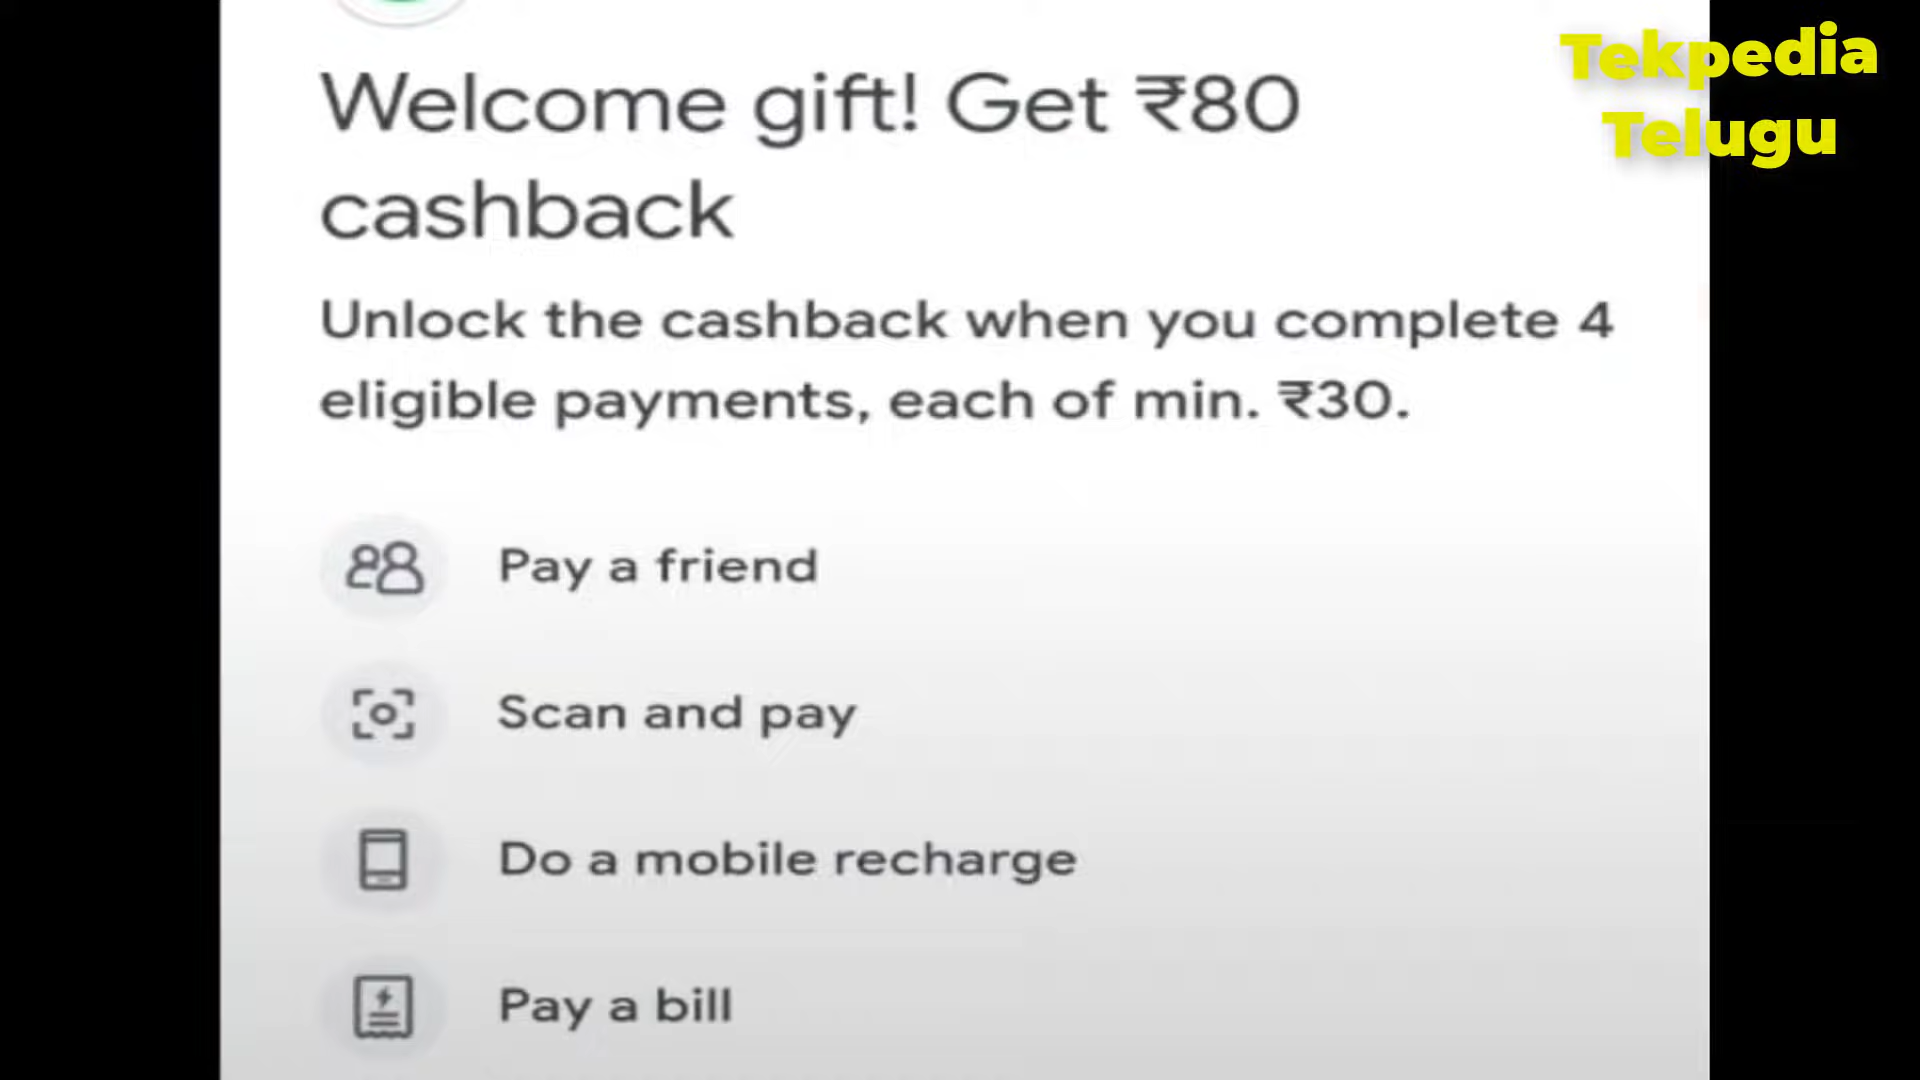 Tekpedia
Telugu
Welcome gift! Get ₹80
cashback
Unlock the cashback when you complete 4
eligible payments, each of min. ₹30.
Pay a friend
Scan and pay
Do a mobile recharge
Pay a bill